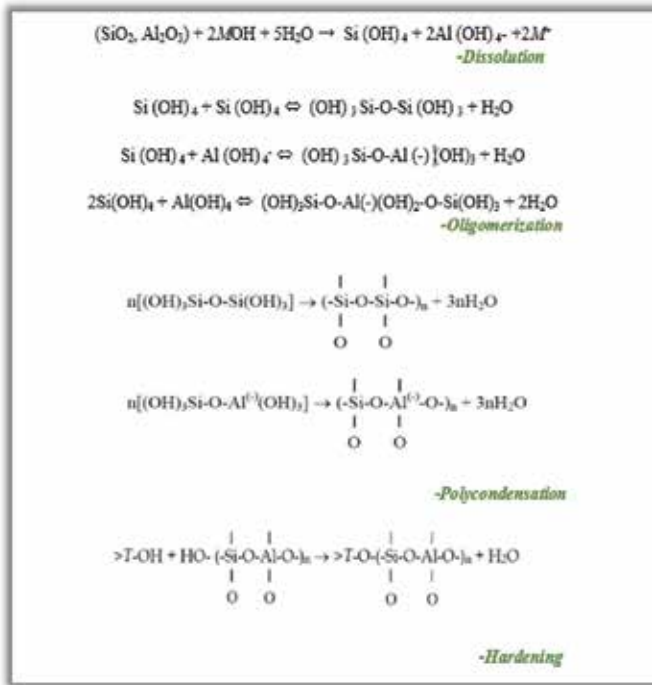 (SiO₂, Al₂O₃) + 2MOH + 5H₂O → Si (OH)₄ + 2Al (OH)₄- +2M⁺
-Dissolution
Si (OH)₄ + Si (OH)₄ ⇔ (OH) ₃ Si-O-Si (OH) ₃ + H₂O
Si (OH)₄ + Al (OH)₄⁻ ⇔ (OH) ₃ Si-O-Al (-) (OH)₃ + H₂O
2Si(OH)₄ + Al(OH)₄ ⇔ (OH)₃Si-O-Al(-)(OH)₂-O-Si(OH)₃ + 2H₂O
-Oligomerization
| |
n[(OH)₃Si-O-Si(OH)₃] → (-Si-O-Si-O-)ₙ + 3nH₂O
| |
O O
| |
n[(OH)₃Si-O-Al⁽⁻⁾(OH)₃] → (-Si-O-Al⁽⁻⁾-O-)ₙ + 3nH₂O
| |
O O
-Polycondensation
| | | |
>T-OH + HO- (-Si-O-Al-O-)ₙ → >T-O-(-Si-O-Al-O-)ₙ + H₂O
| | | |
O O O O
-Hardening